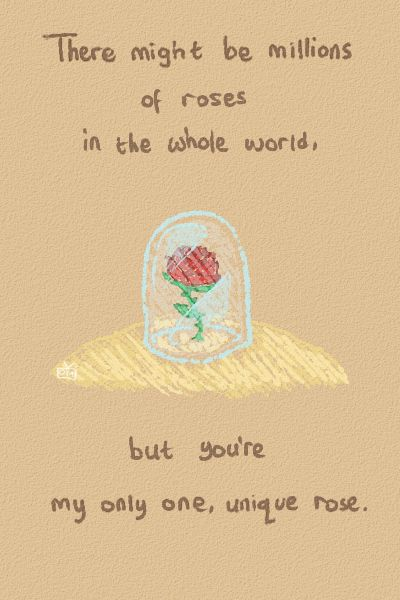 There might be millions
of roses
in the whole world,
but you're
my only one, unique rose.